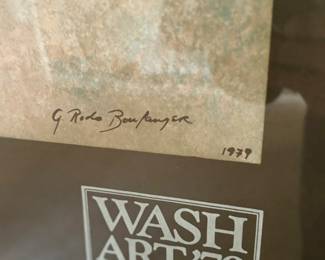 G Rodo Boulanger
1979
WASH
ART '79